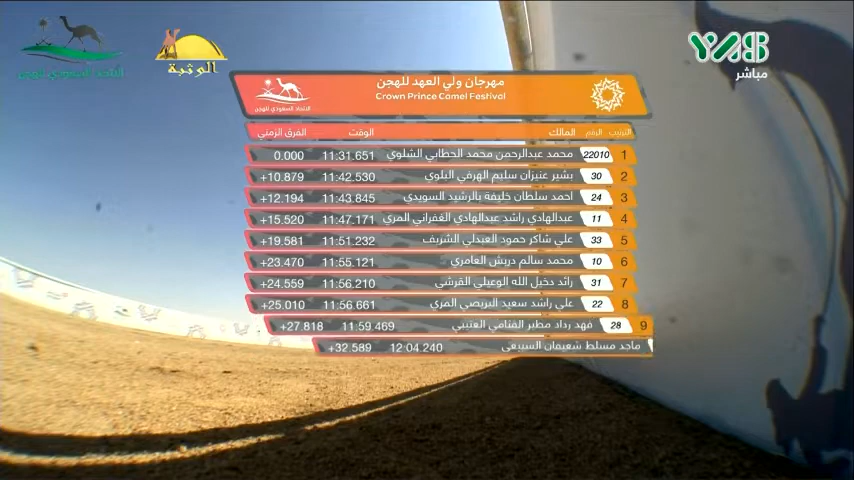 الاتحاد السعودي للهجن
الوثبة
YAS
مباشر
مهرجان ولي العهد للهجن
Crown Prince Camel Festival
الاتحاد السعودي للهجن
الترتيب الرقم المالك الوقت الفرق الزمني
1 22010 محمد عبدالرحمن محمد الحطابي الشلوي 11:31.651 0.000
2 30 بشير عنيزان سليم الهرفي البلوي 11:42.530 +10.879
3 24 احمد سلطان خليفة بالرشيد السويدي 11:43.845 +12.194
4 11 عبدالهادي راشد عبدالهادي الغفراني المري 11:47.171 +15.520
5 33 علي شاكر حمود العبدلي الشريف 11:51.232 +19.581
6 10 محمد سالم دريش العامري 11:55.121 +23.470
7 31 رائد دخيل الله الوعيلي القرشي 11:56.210 +24.559
8 22 علي راشد سعيد البريصي المري 11:56.661 +25.010
9 28 فهد رداد مطير القثامي العتيبي 11:59.469 +27.818
ماجد مسلط شعيفان السبيعي 12:04.240 +32.589